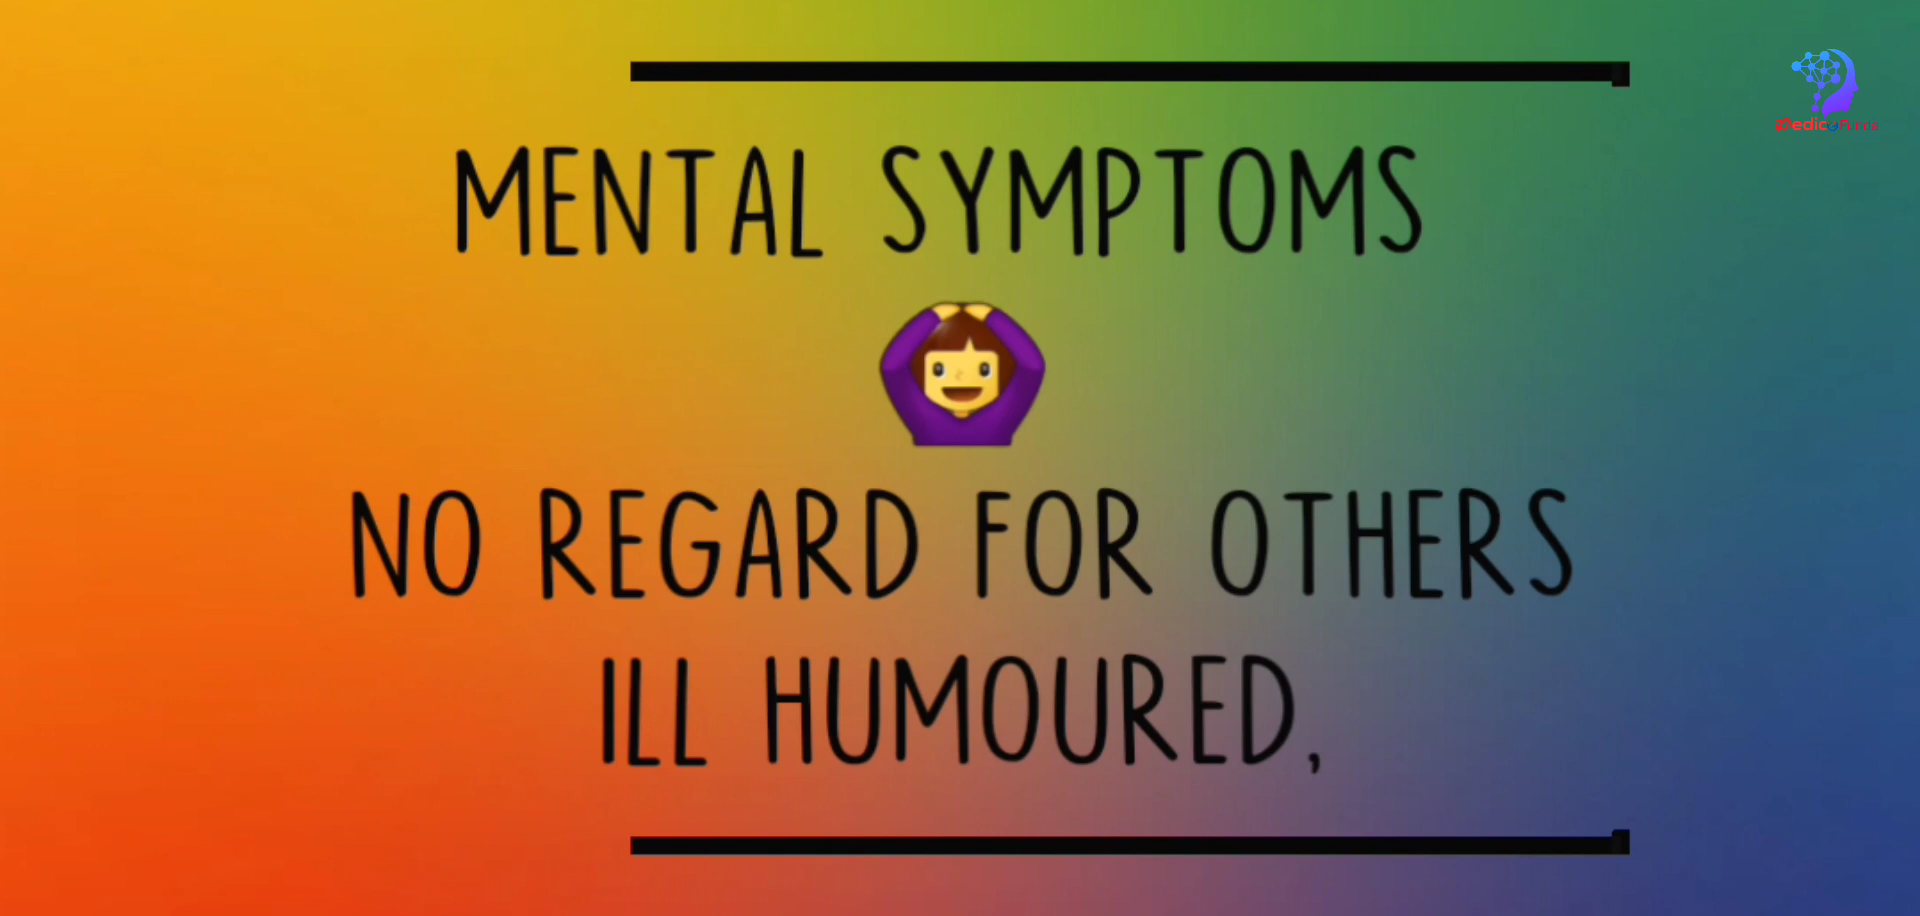 MENTAL SYMPTOMS
NO REGARD FOR OTHERS
ILL HUMOURED,